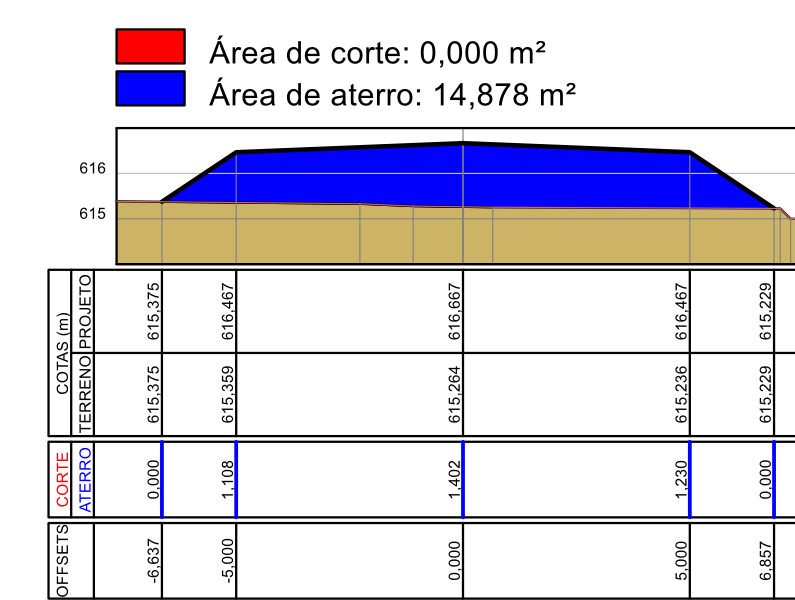 Área de corte: 0,000 m²
Área de aterro: 14,878 m²
616
615
COTAS (m)
PROJETO
615,375
616,467
616,667
616,467
615,229
TERRENO
615,375
615,359
615,264
615,236
615,229
CORTE
ATERRO
0,000
1,108
1,402
1,230
0,000
OFFSETS
-6,637
-5,000
0,000
5,000
6,857